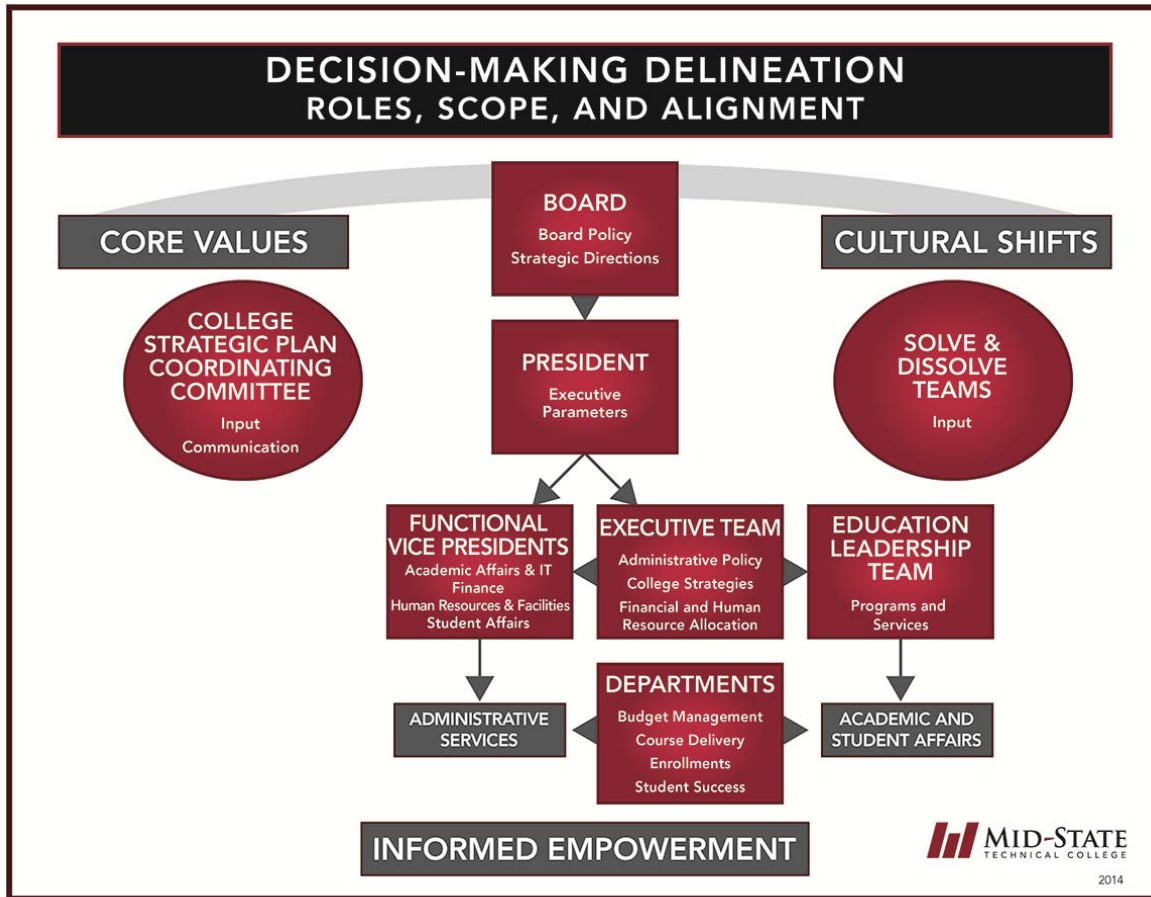 DECISION-MAKING DELINEATION
ROLES, SCOPE, AND ALIGNMENT
BOARD
Board Policy
Strategic Directions
CORE VALUES
CULTURAL SHIFTS
COLLEGE
STRATEGIC PLAN
COORDINATING
COMMITTEE
Input
Communication
PRESIDENT
Executive
Parameters
SOLVE &
DISSOLVE
TEAMS
Input
FUNCTIONAL
VICE PRESIDENTS
Academic Affairs & IT
Finance
Human Resources & Facilities
Student Affairs
EXECUTIVE TEAM
Administrative Policy
College Strategies
Financial and Human
Resource Allocation
EDUCATION
LEADERSHIP
TEAM
Programs and
Services
ADMINISTRATIVE
SERVICES
DEPARTMENTS
Budget Management
Course Delivery
Enrollments
Student Success
ACADEMIC AND
STUDENT AFFAIRS
INFORMED EMPOWERMENT
MID-STATE
TECHNICAL COLLEGE
2014